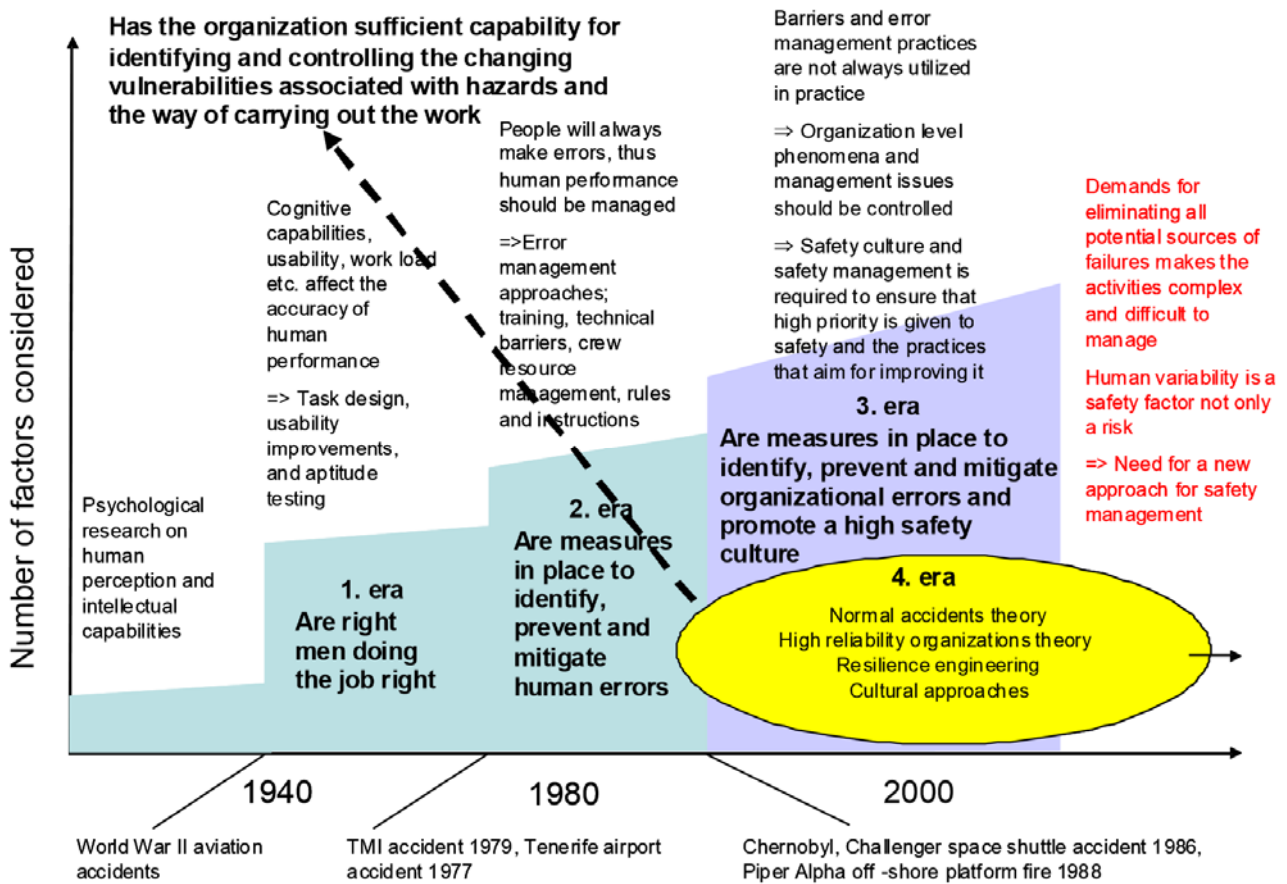 Has the organization sufficient capability for
identifying and controlling the changing
vulnerabilities associated with hazards and
the way of carrying out the work
Number of factors considered
Psychological
research on
human
perception and
intellectual
capabilities
Cognitive
capabilities,
usability, work load
etc. affect the
accuracy of
human
performance
=> Task design,
usability
improvements,
and aptitude
testing
People will always
make errors, thus
human performance
should be managed
=>Error
management
approaches;
training, technical
barriers, crew
resource
management, rules
and instructions
Barriers and error
management practices
are not always utilized
in practice
⇒ Organization level
phenomena and
management issues
should be controlled
⇒ Safety culture and
safety management is
required to ensure that
high priority is given to
safety and the practices
that aim for improving it
Demands for
eliminating all
potential sources of
failures makes the
activities complex
and difficult to
manage
Human variability is a
safety factor not only
a risk
=> Need for a new
approach for safety
management
1. era
Are right
men doing
the job right
2. era
Are measures
in place to
identify,
prevent and
mitigate
human errors
3. era
Are measures in place to
identify, prevent and mitigate
organizational errors and
promote a high safety
culture
4. era
Normal accidents theory
High reliability organizations theory
Resilience engineering
Cultural approaches
1940
1980
2000
World War II aviation
accidents
TMI accident 1979, Tenerife airport
accident 1977
Chernobyl, Challenger space shuttle accident 1986,
Piper Alpha off -shore platform fire 1988